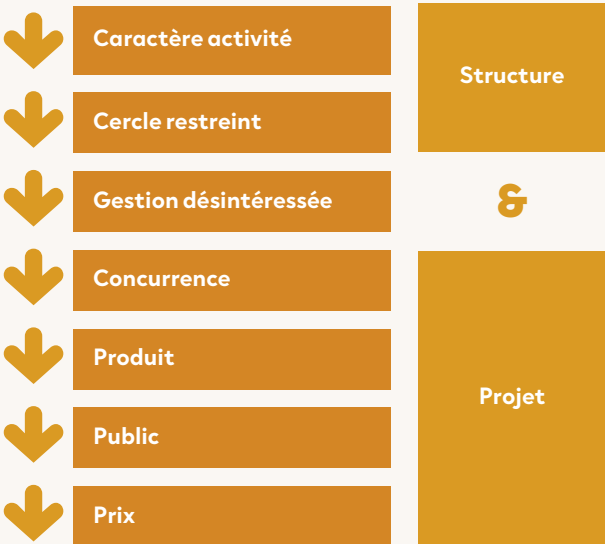 Caractère activité
Cercle restreint
Gestion désintéressée
Concurrence
Produit
Public
Prix
Structure
&
Projet